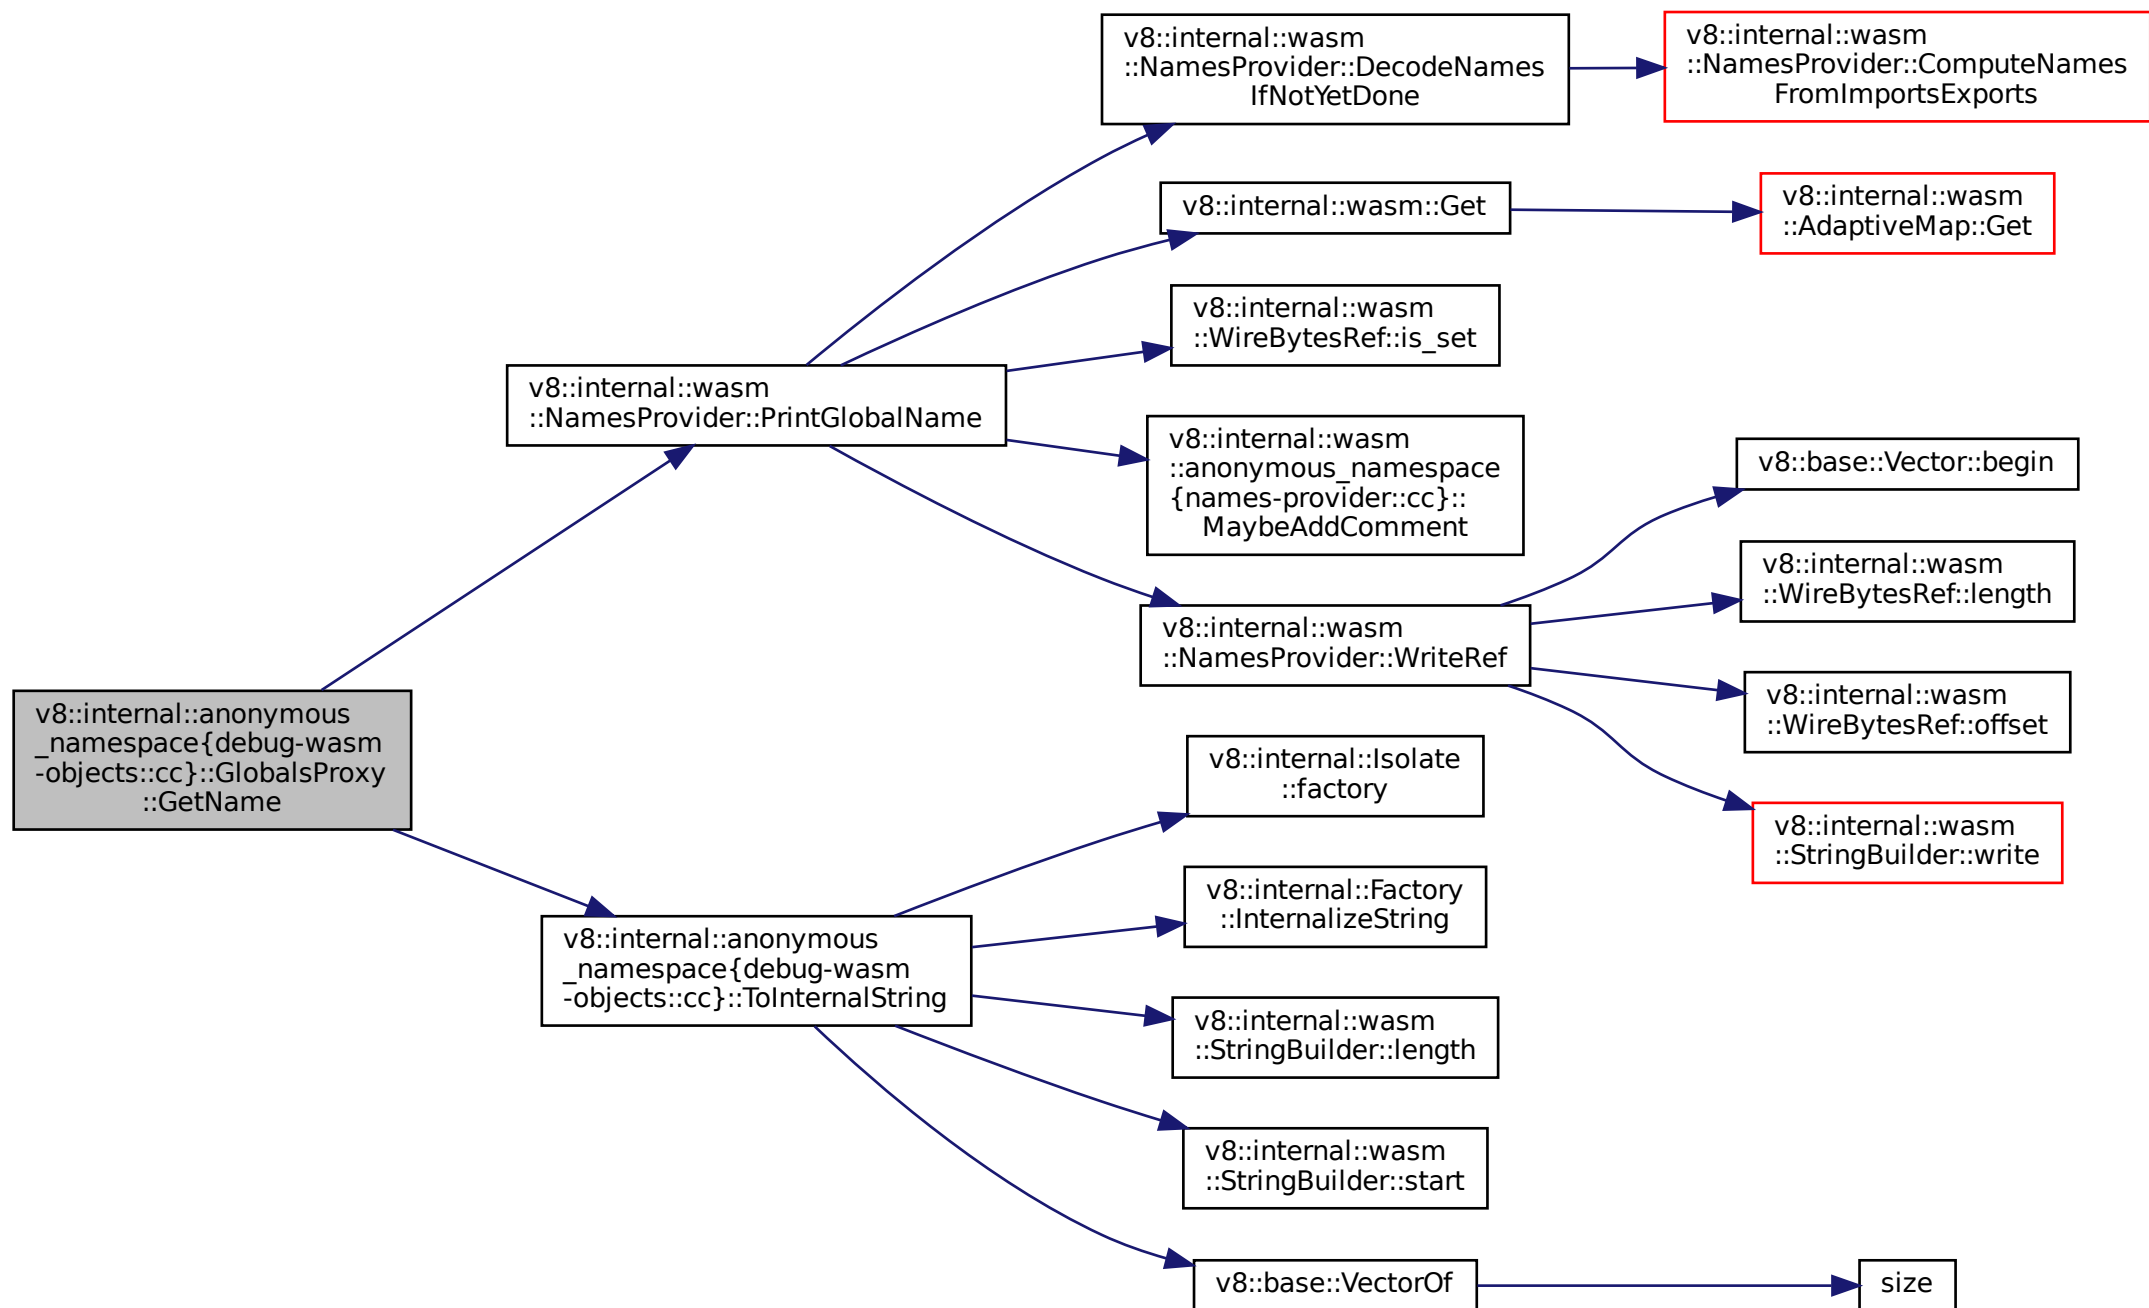 v8::internal::anonymous
_namespace{debug-wasm
-objects::cc}::GlobalsProxy
::GetName
v8::internal::wasm
::NamesProvider::PrintGlobalName
v8::internal::wasm
::NamesProvider::DecodeNames
IfNotYetDone
v8::internal::wasm
::NamesProvider::ComputeNames
FromImportsExports
v8::internal::wasm::Get
v8::internal::wasm
::AdaptiveMap::Get
v8::internal::wasm
::WireBytesRef::is_set
v8::internal::wasm
::anonymous_namespace
{names-provider::cc}::
MaybeAddComment
v8::internal::wasm
::NamesProvider::WriteRef
v8::base::Vector::begin
v8::internal::wasm
::WireBytesRef::length
v8::internal::wasm
::WireBytesRef::offset
v8::internal::wasm
::StringBuilder::write
v8::internal::anonymous
_namespace{debug-wasm
-objects::cc}::ToInternalString
v8::internal::Isolate
::factory
v8::internal::Factory
::InternalizeString
v8::internal::wasm
::StringBuilder::length
v8::internal::wasm
::StringBuilder::start
v8::base::VectorOf
size